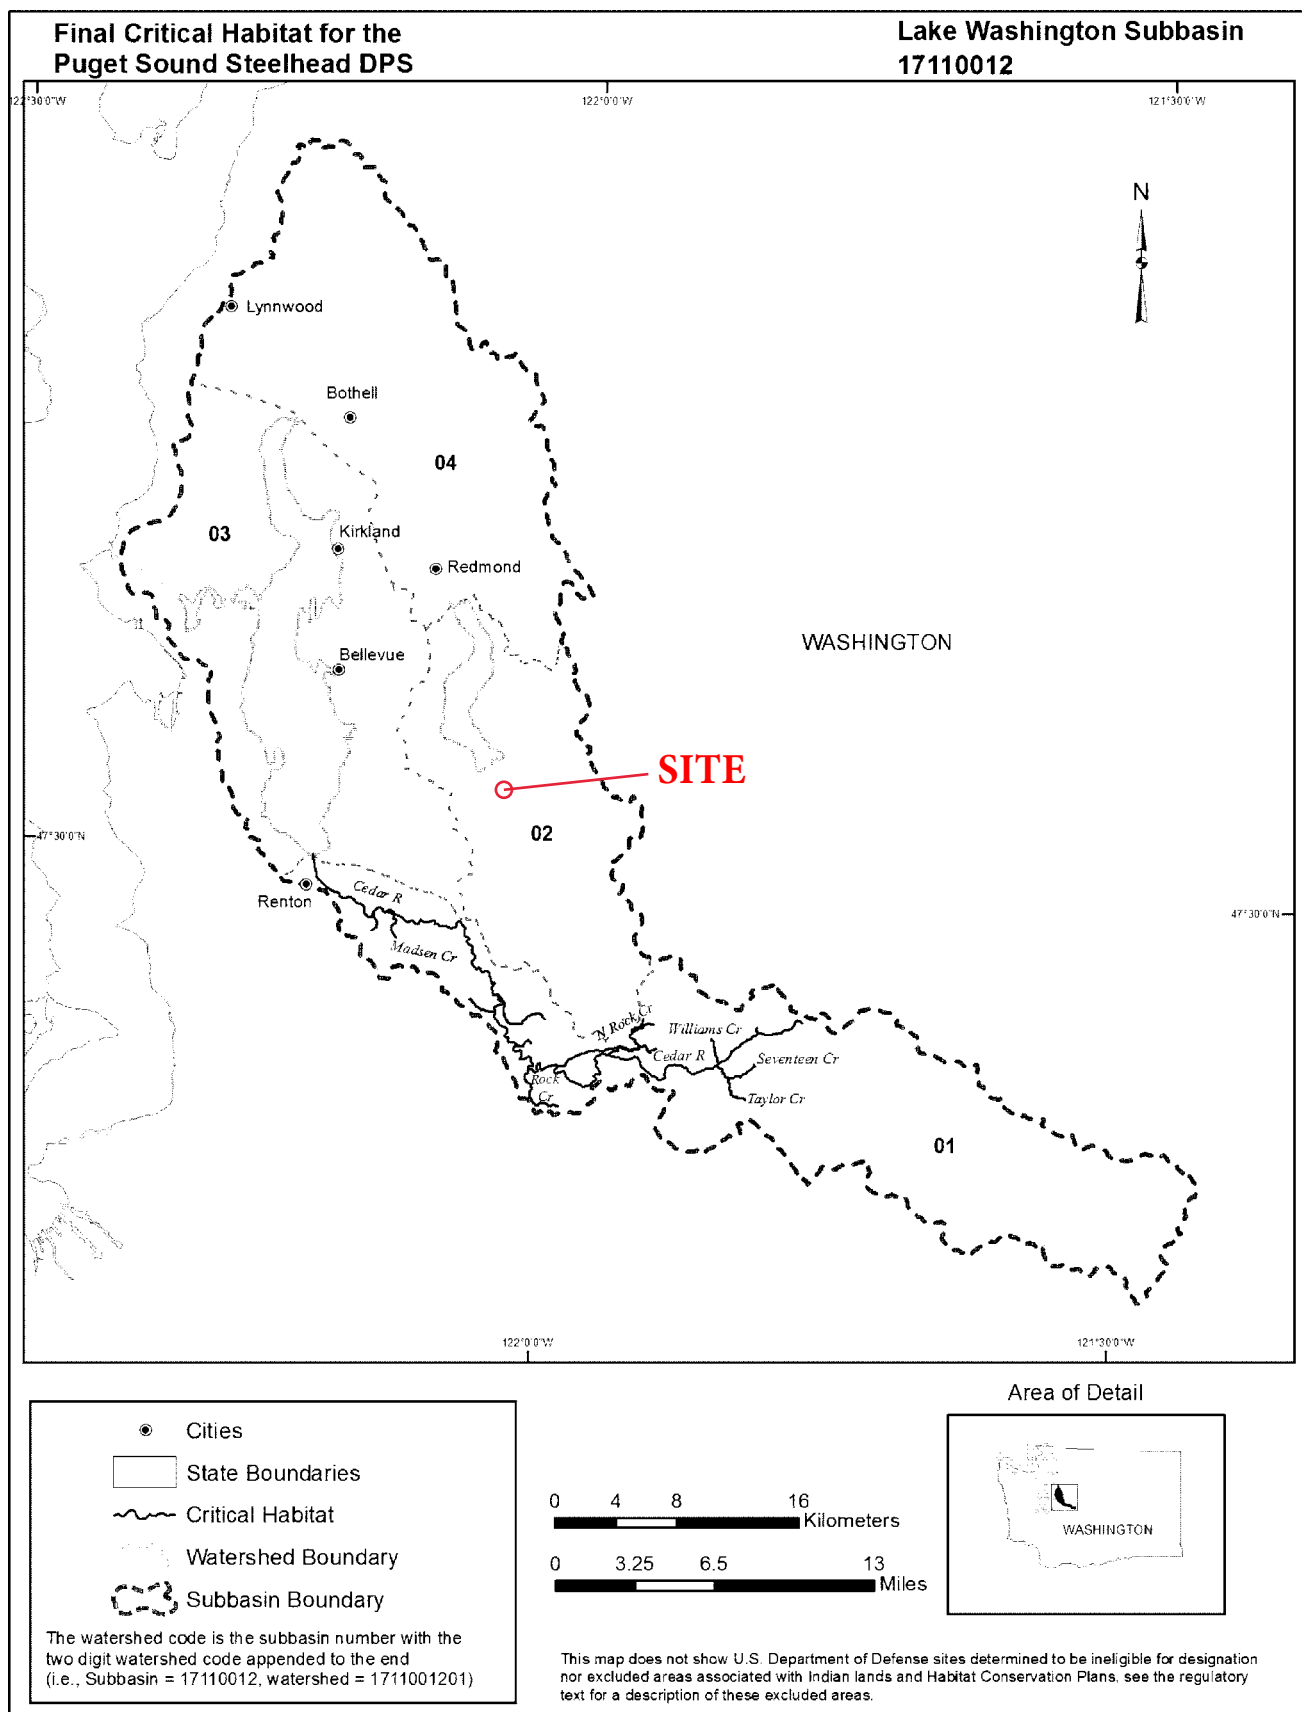 Final Critical Habitat for the
Puget Sound Steelhead DPS
Lake Washington Subbasin
17110012
122°30'0"W
122°0'0"W
121°30'0"W
N
Lynnwood
Bothell
04
03
Kirkland
Redmond
WASHINGTON
Bellevue
SITE
02
47°30'0"N
Cedar R
Renton
47°30'0"N
Madsen Cr
N Rock Cr
Williams Cr
Cedar R
Seventeen Cr
Rock
Cr
Taylor Cr
01
122°0'0"W
121°30'0"W
Area of Detail
WASHINGTON
Cities
State Boundaries
Critical Habitat
Watershed Boundary
Subbasin Boundary
The watershed code is the subbasin number with the
two digit watershed code appended to the end
(i.e., Subbasin = 17110012, watershed = 1711001201)
0 4 8 16
Kilometers
0 3.25 6.5 13
Miles
This map does not show U.S. Department of Defense sites determined to be ineligible for designation
nor excluded areas associated with Indian lands and Habitat Conservation Plans, see the regulatory
text for a description of these excluded areas.